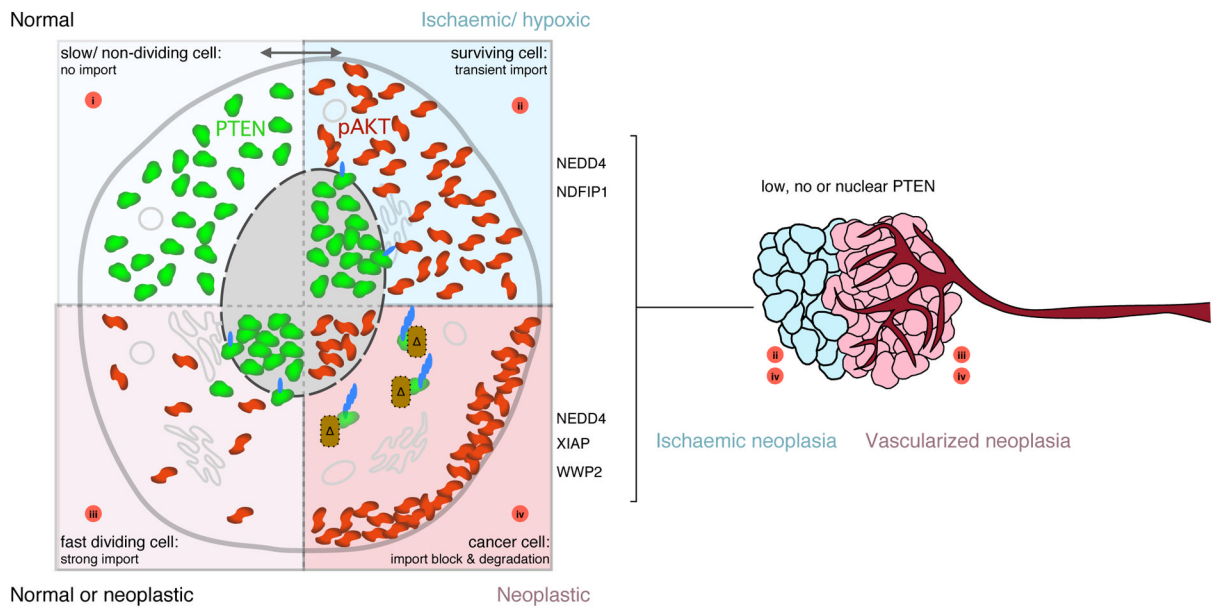 Normal
Ischaemic/ hypoxic
slow/ non-dividing cell:
no import
surviving cell:
transient import
i
ii
PTEN
pAKT
NEDD4
NDFIP1
low, no or nuclear PTEN
Δ
Δ
Δ
ii
iii
iv
iv
NEDD4
XIAP
WWP2
Ischaemic neoplasia
Vascularized neoplasia
iii
iv
fast dividing cell:
strong import
cancer cell:
import block & degradation
Normal or neoplastic
Neoplastic